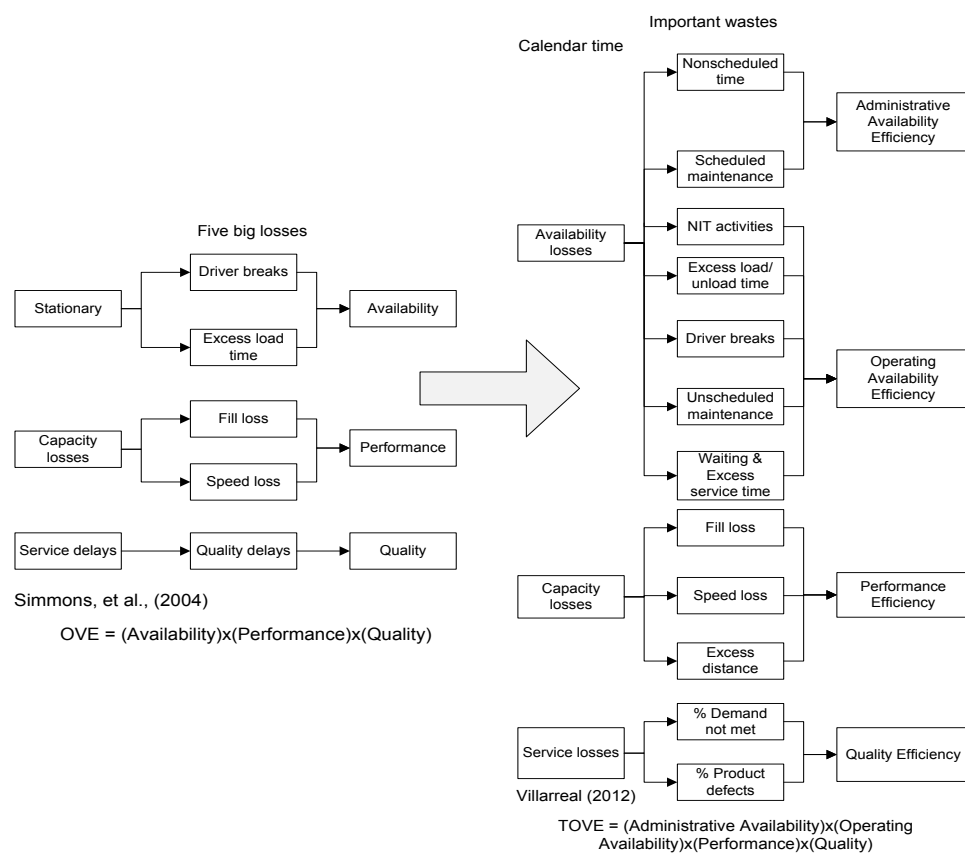 Five big losses
Stationary
Driver breaks
Excess load
time
Availability
Capacity
losses
Fill loss
Speed loss
Performance
Service delays
Quality delays
Quality
Simmons, et al., (2004)
OVE = (Availability)x(Performance)x(Quality)
Important wastes
Calendar time
Nonscheduled
time
Scheduled
maintenance
Administrative
Availability
Efficiency
Availability
losses
NIT activities
Excess load/
unload time
Driver breaks
Unscheduled
maintenance
Waiting &
Excess
service time
Operating
Availability
Efficiency
Capacity
losses
Fill loss
Speed loss
Excess
distance
Performance
Efficiency
Service losses
% Demand
not met
% Product
defects
Quality Efficiency
Villarreal (2012)
TOVE = (Administrative Availability)x(Operating
Availability)x(Performance)x(Quality)